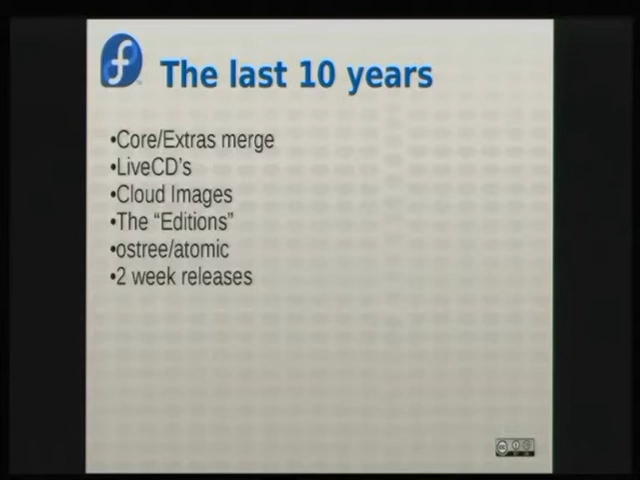 The last 10 years
•Core/Extras merge
•LiveCD's
•Cloud Images
•The “Editions”
•ostree/atomic
•2 week releases